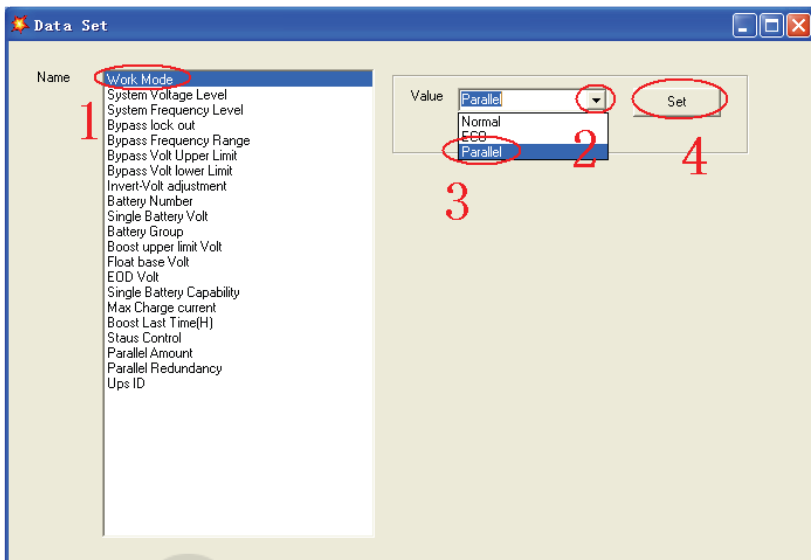 Data Set
Name
Work Mode
System Voltage Level
System Frequency Level
Bypass lock out
Bypass Frequency Range
Bypass Volt Upper Limit
Bypass Volt lower Limit
Invert-Volt adjustment
Battery Number
Single Battery Volt
Battery Group
Boost upper limit Volt
Float base Volt
EOD Volt
Single Battery Capability
Max Charge current
Boost Last Time(H)
Staus Control
Parallel Amount
Parallel Redundancy
Ups ID
1
Value
Parallel
Set
Normal
ECO
Parallel
2
3
4